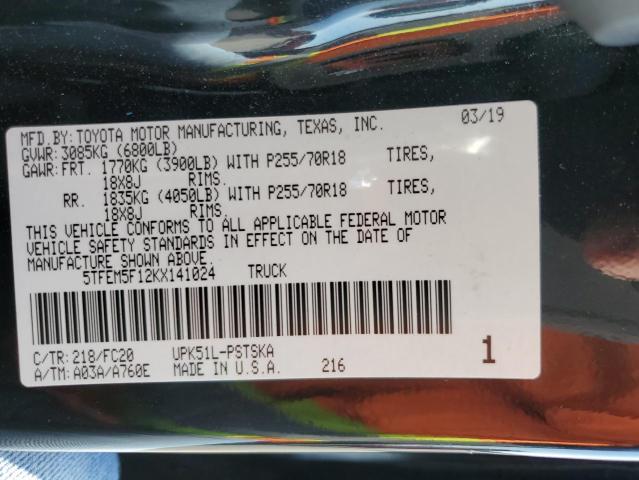 MFD.BY: TOYOTA MOTOR MANUFACTURING, TEXAS, INC. 03/19
GVWR: 3085KG (6800LB)
GAWR: FRT. 1770KG (3900LB) WITH P255/70R18 TIRES,
18X8J RIMS.
RR. 1835KG (4050LB) WITH P255/70R18 TIRES,
18X8J RIMS.
THIS VEHICLE CONFORMS TO ALL APPLICABLE FEDERAL MOTOR
VEHICLE SAFETY STANDARDS IN EFFECT ON THE DATE OF
MANUFACTURE SHOWN ABOVE.
5TFEM5F12KX141024 TRUCK
C/TR: 218/FC20 UPK51L-PSTSKA
A/TM: A03A/A760E MADE IN U.S.A. 216 1